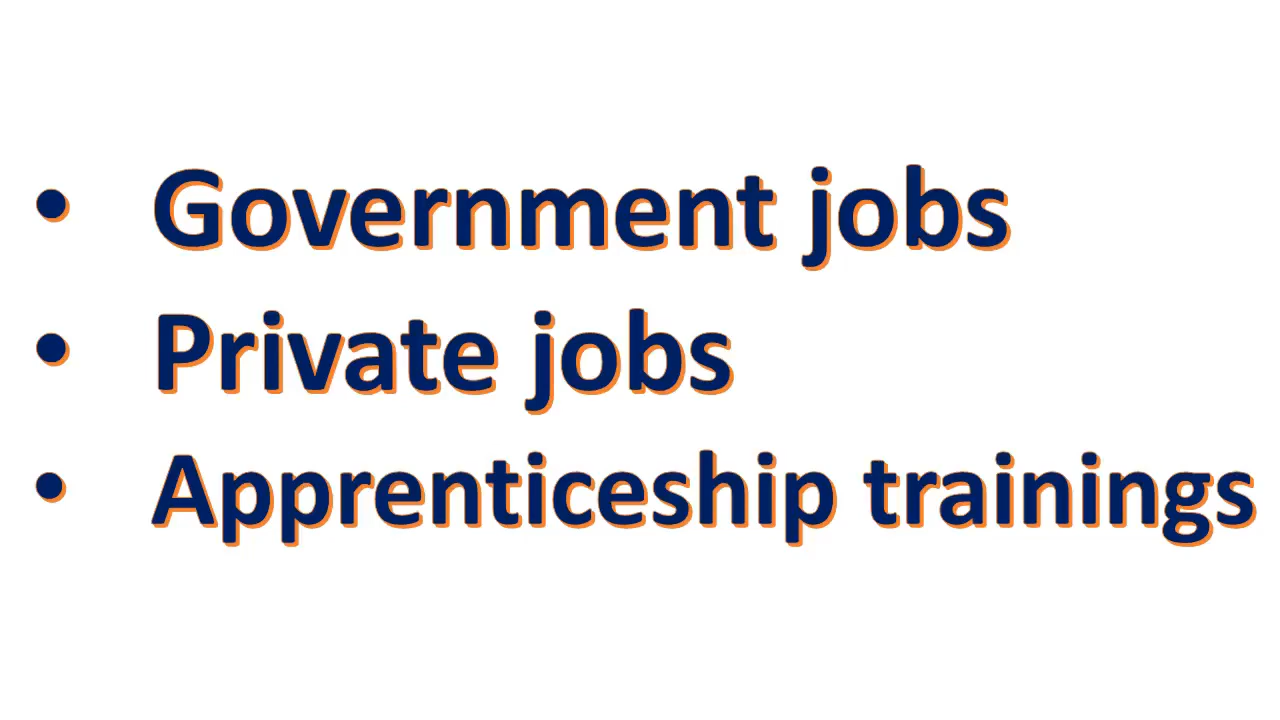 • Government jobs
• Private jobs
• Apprenticeship trainings